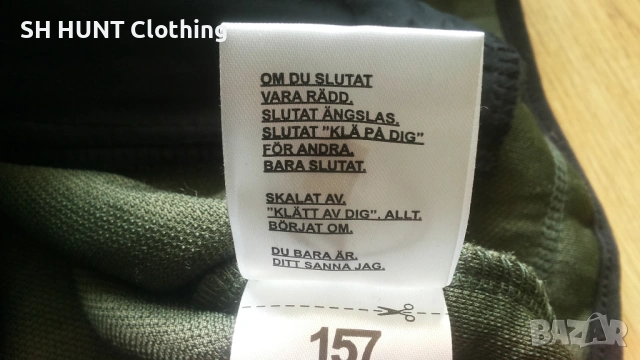 SH HUNT Clothing
OM DU SLUTAT
VARA RÄDD.
SLUTAT ÄNGSLAS.
SLUTAT "KLÄ PÅ DIG"
FÖR ANDRA.
BARA SLUTAT.
SKALAT AV.
"KLÄTT AV DIG", ALLT.
BÖRJAT OM.
DU BARA ÄR.
DITT SANNA JAG.
157
BAZAR